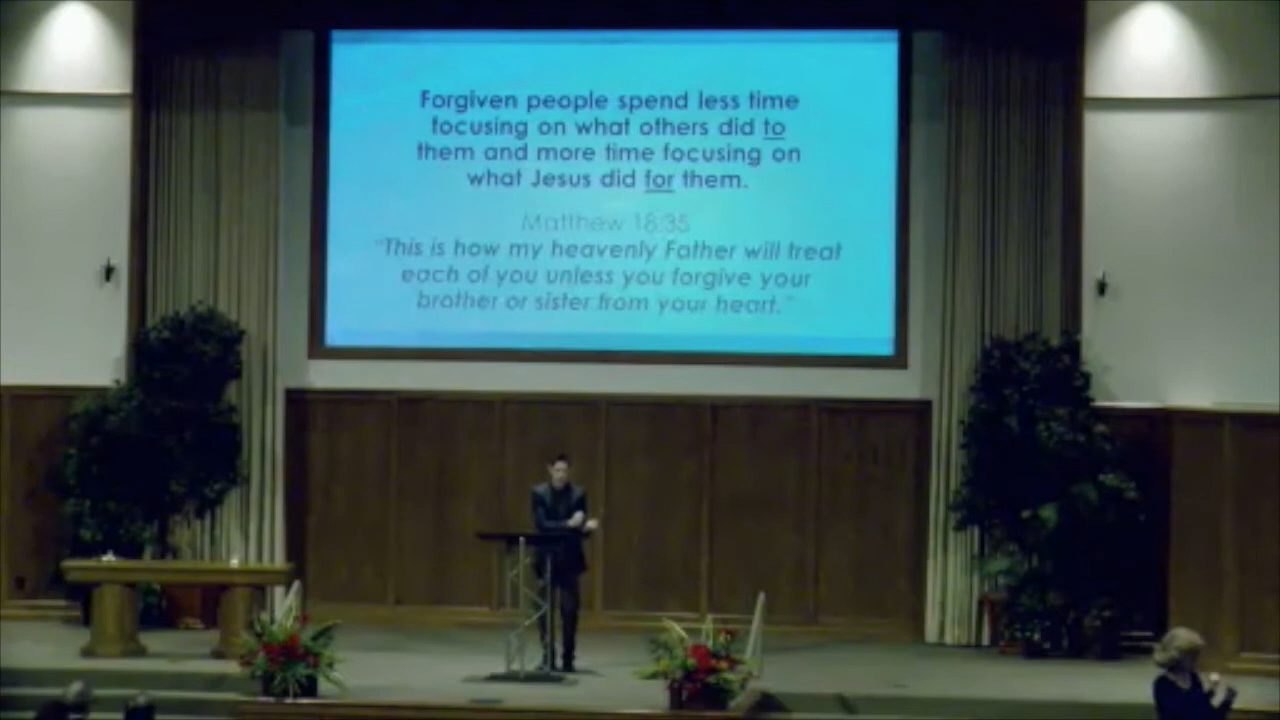 Forgiven people spend less time
focusing on what others did to
them and more time focusing on
what Jesus did for them.
Matthew 18:35
"This is how my heavenly Father will treat
each of you unless you forgive your
brother or sister from your heart."